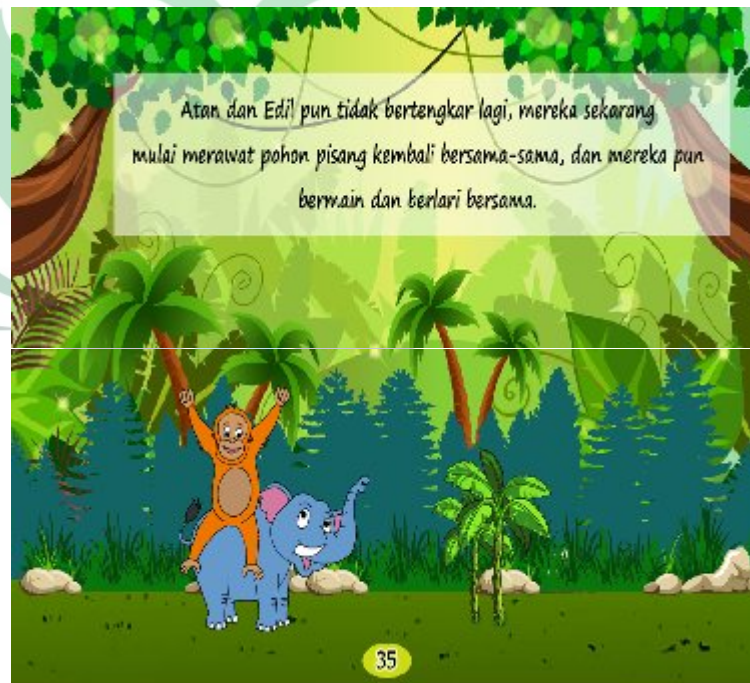 Atan dan Edil pun tidak bertengkar lagi, mereka sekarang
mulai merawat pohon pisang kembali bersama-sama, dan mereka pun
bermain dan berlari bersama.
35